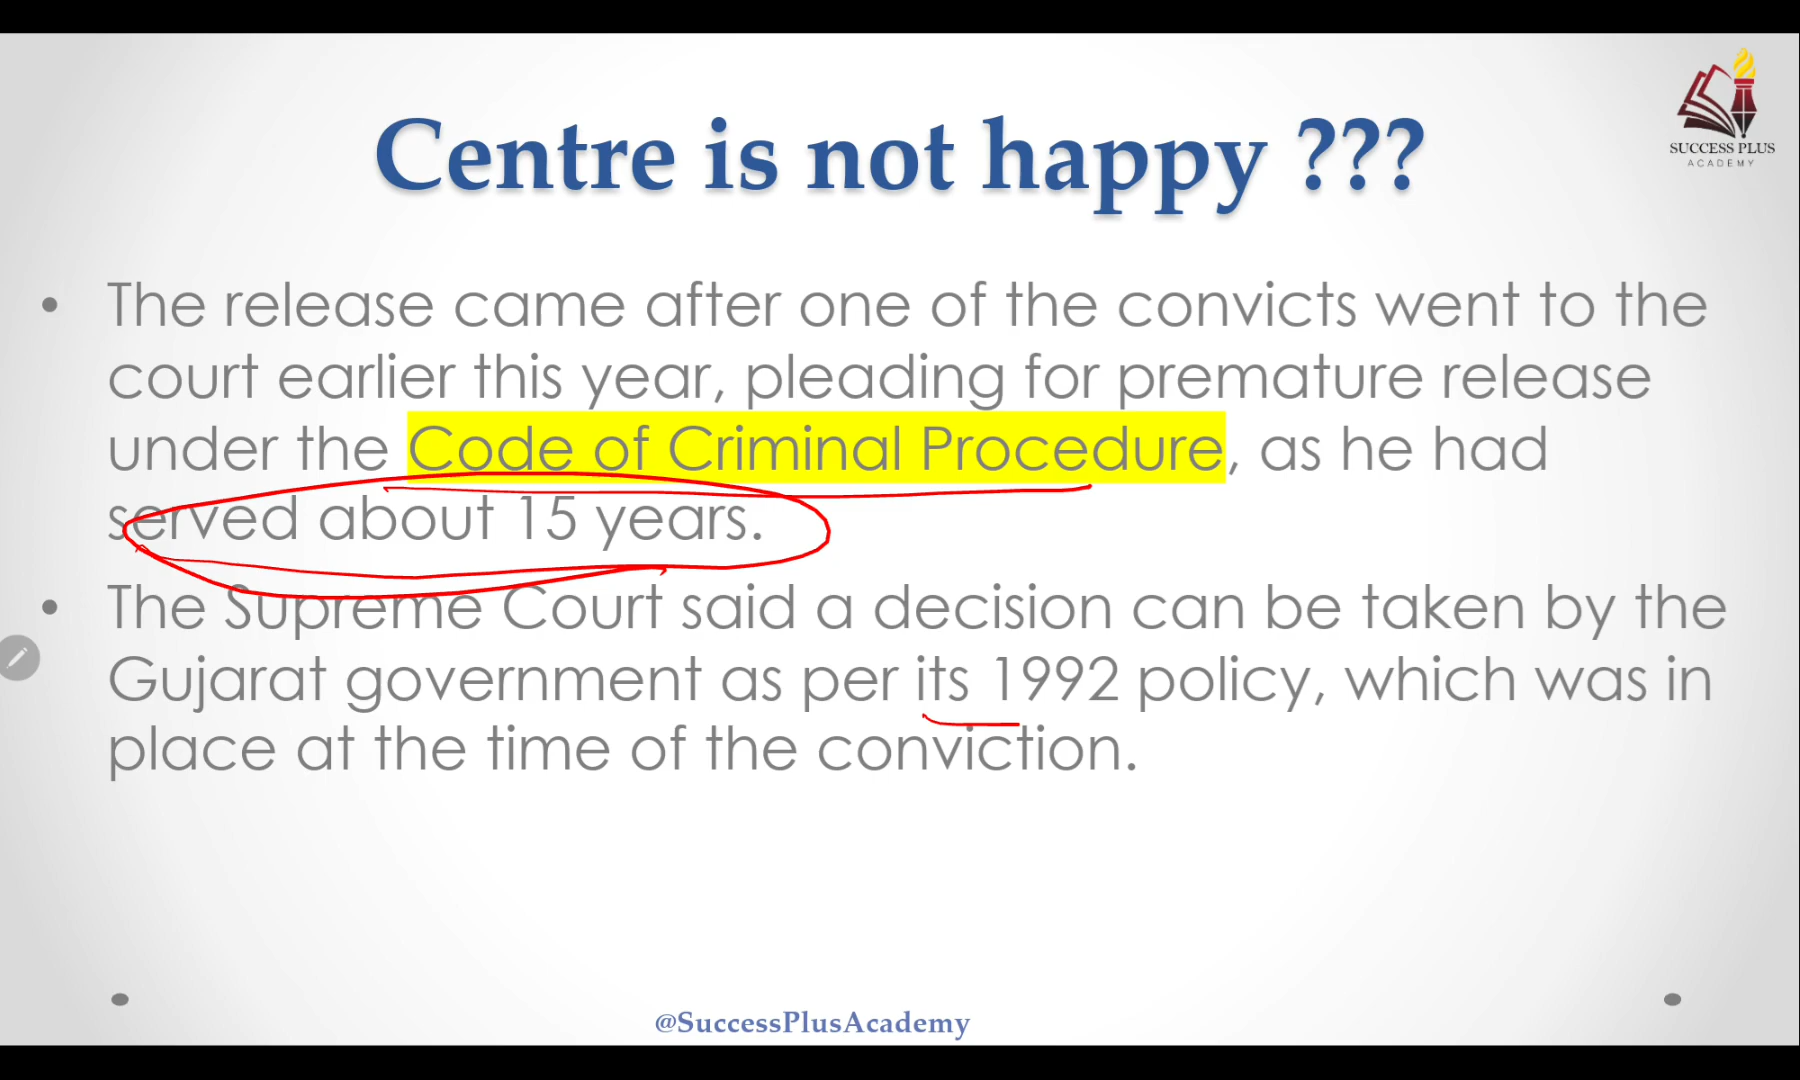 SUCCESS PLUS
ACADEMY
Centre is not happy ???
• The release came after one of the convicts went to the
court earlier this year, pleading for premature release
under the Code of Criminal Procedure, as he had
served about 15 years.
• The Supreme Court said a decision can be taken by the
Gujarat government as per its 1992 policy, which was in
place at the time of the conviction.
@SuccessPlusAcademy